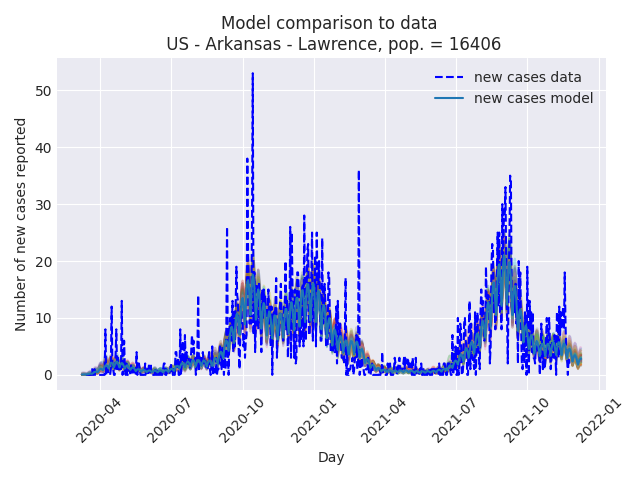 Model comparison to data
US - Arkansas - Lawrence, pop. = 16406
new cases data
new cases model
Number of new cases reported
50
40
30
20
10
0
2020-04
2020-07
2020-10
2021-01
2021-04
2021-07
2021-10
2022-01
Day